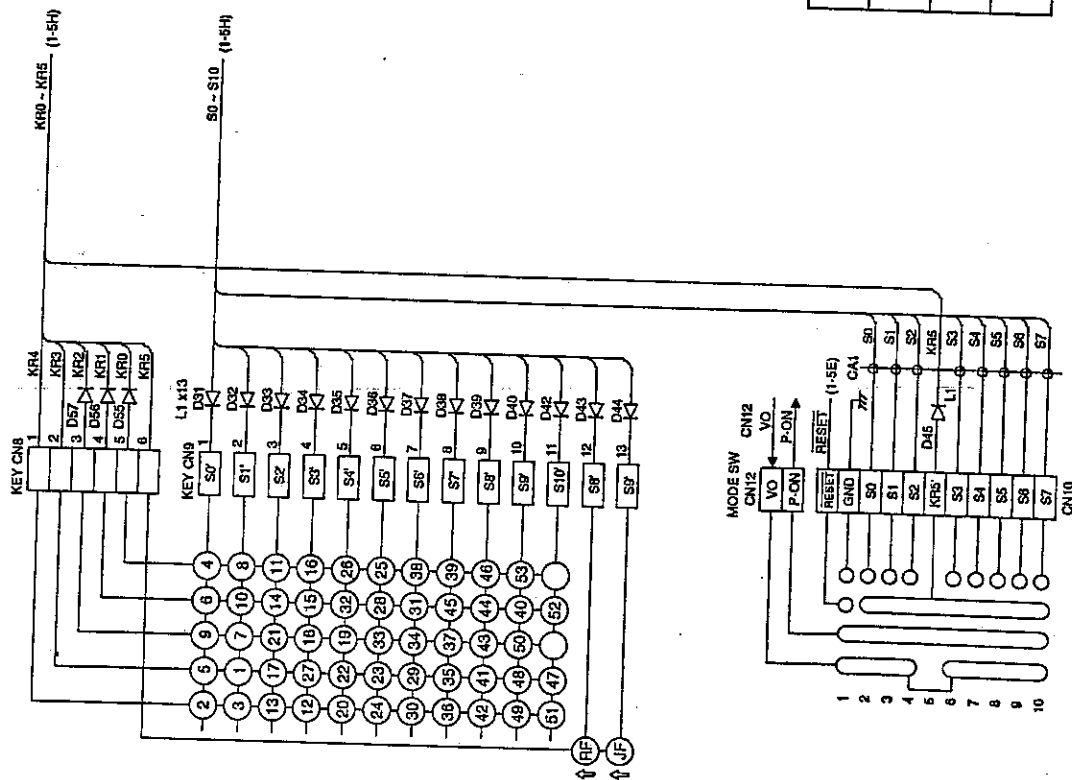 KR0 ~ KR5 (1-5H)
S0 ~ S10 (1-5H)
KEY CN8
1 KR4
2 KR3
3 D57 KR2
4 D56 KR1
5 D55 KR0
6 KR5
L1 x13
KEY CN9
S0' 1 D31
S1' 2 D32
S2' 3 D33
S3' 4 D34
S4' 5 D35
S5' 6 D36
S6' 7 D37
S7' 8 D38
S8' 9 D39
S9' 10 D40
S10' 11 D42
S8' 12 D43
S9' 13 D44
2 5 9 6 4
3 1 7 10 8
13 17 21 14 11
12 27 18 15 16
20 22 19 32 26
24 23 33 28 25
30 29 34 31 38
36 35 37 45 39
42 41 43 44 46
49 48 50 40 53
51 47 52
RF
JF
MODE SW
CN12 CN12
VO VO
P-ON P-ON
RESET RESET (1-5E)
GND
CA1
S0 S0
S1 S1
S2 S2
KR5' D45 L1 KR5
S3 S3
S4 S4
S5 S5
S6 S6
S7 S7
CN10
1
2
3
4
5
6
7
8
9
10